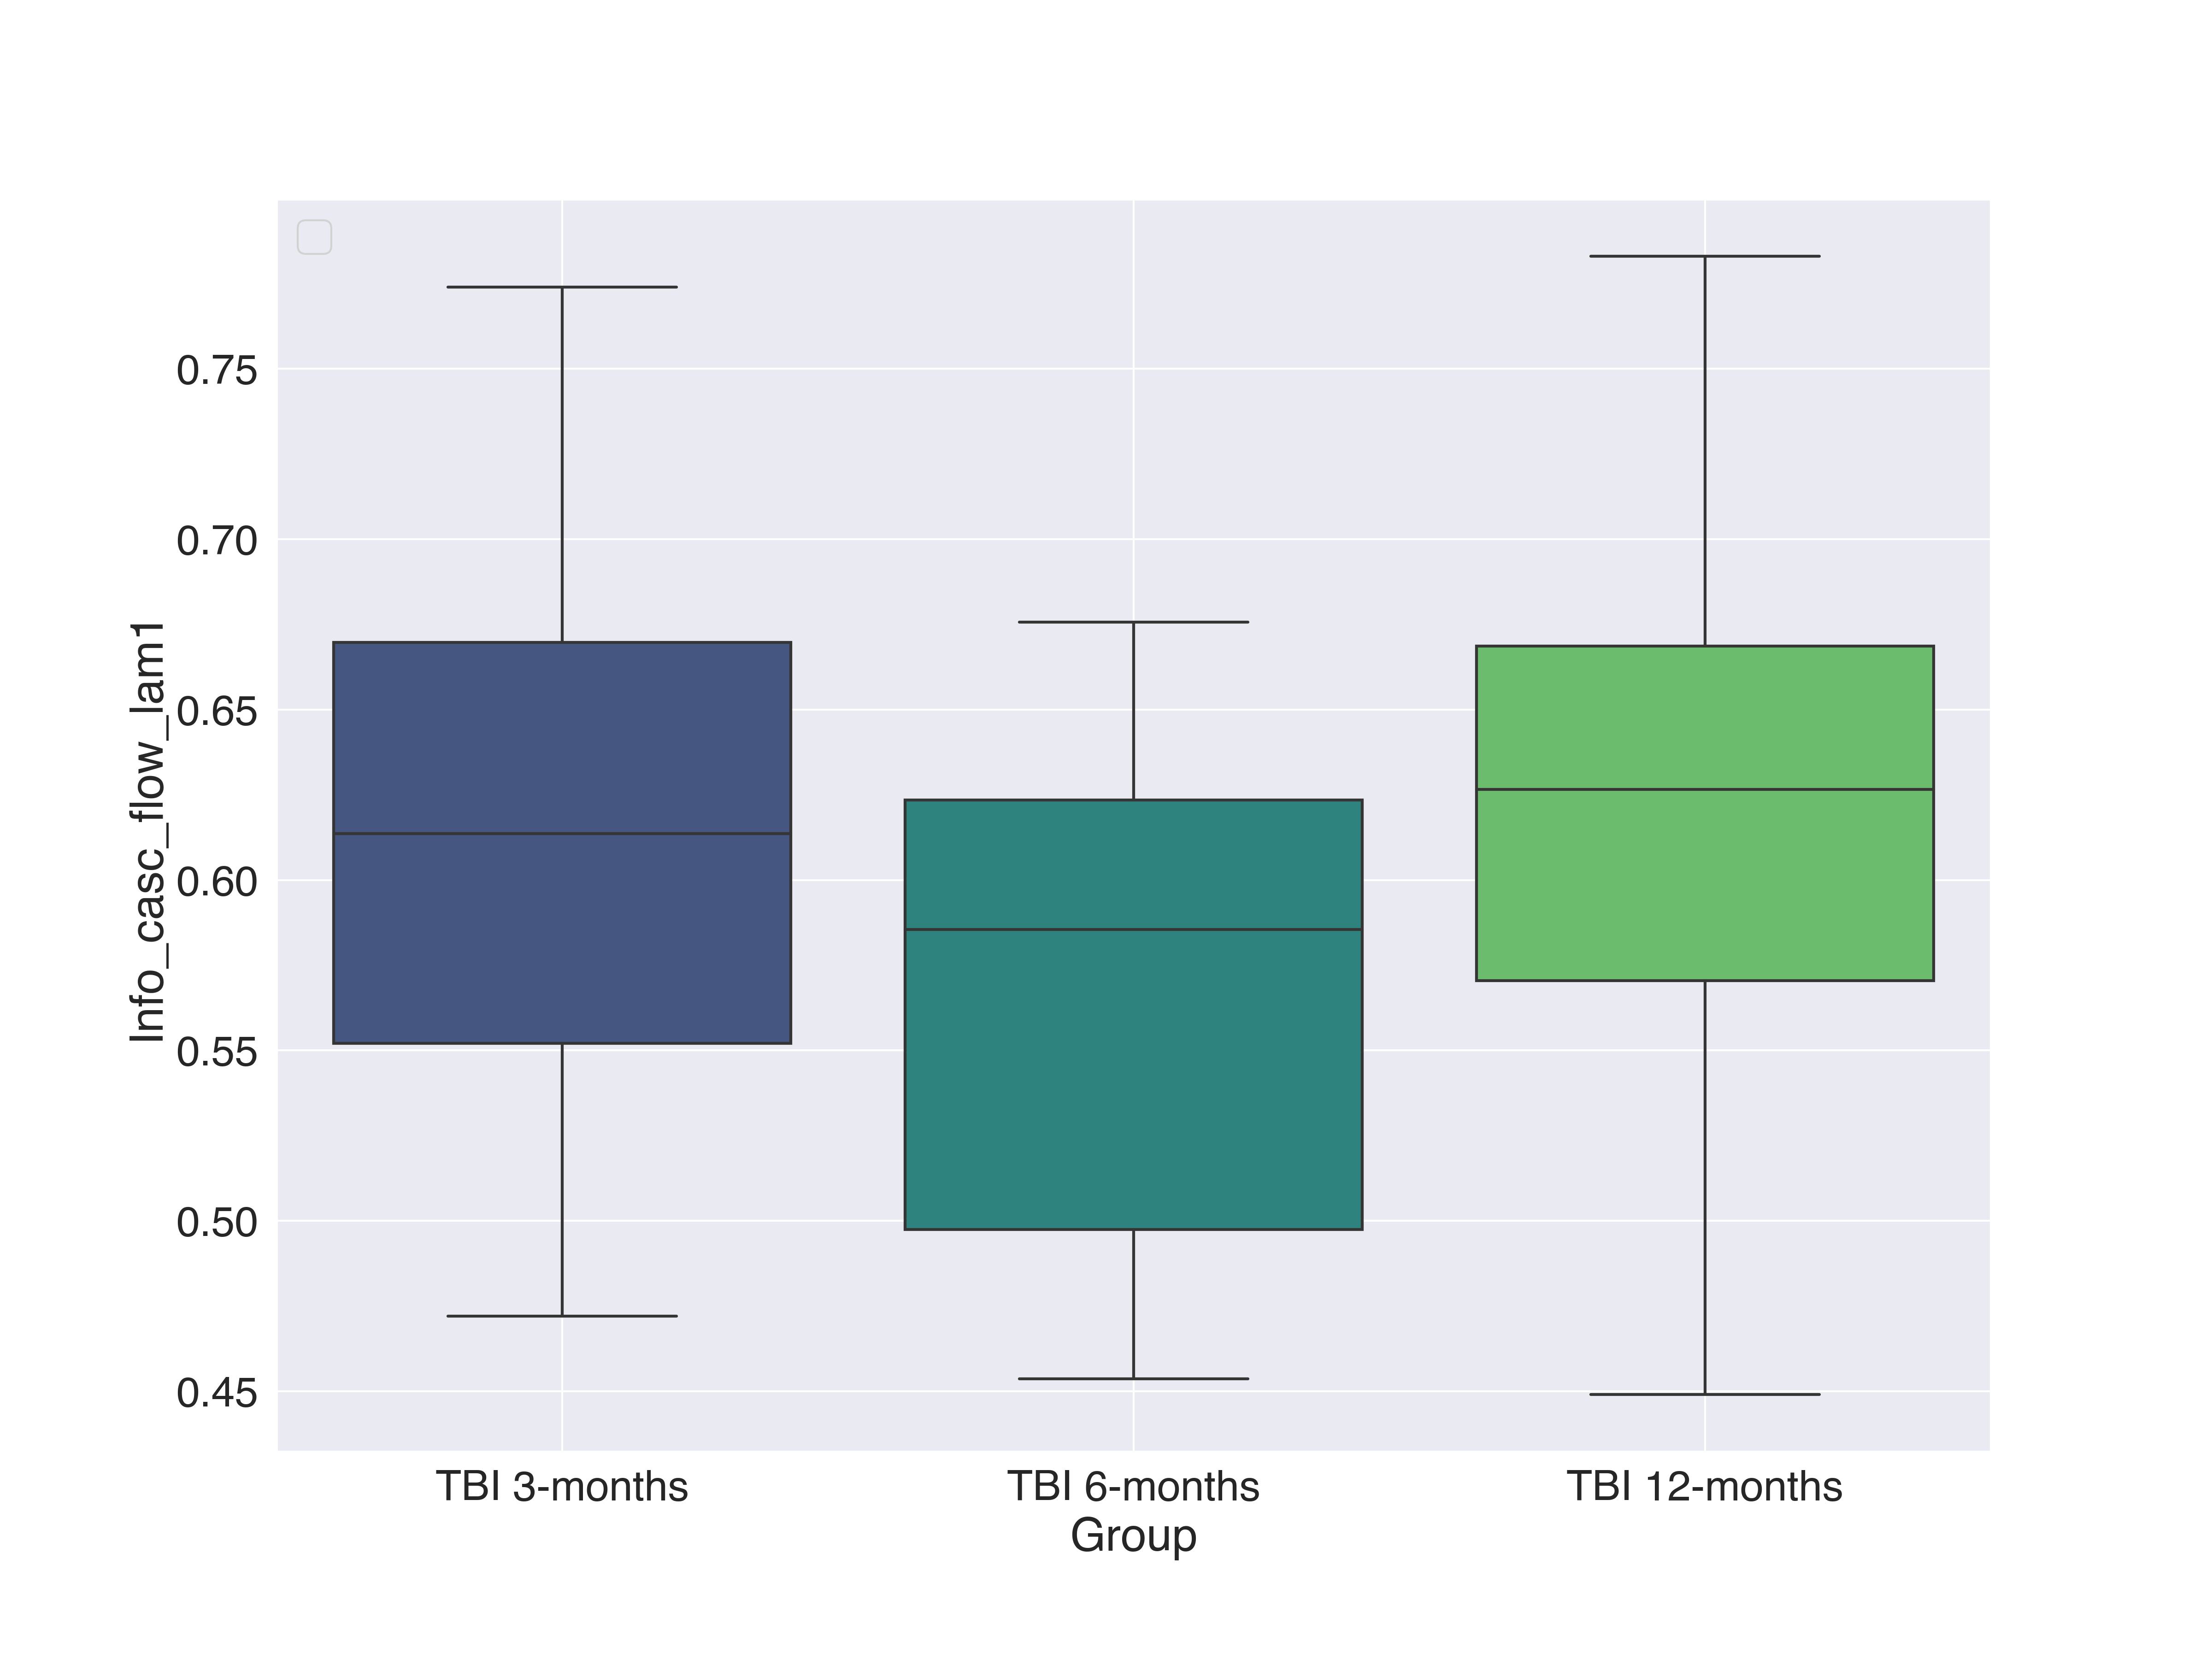 0.75
0.70
0.65
0.60
0.55
0.50
0.45
Info_casc_flow_lam1
TBI 3-months
TBI 6-months
TBI 12-months
Group